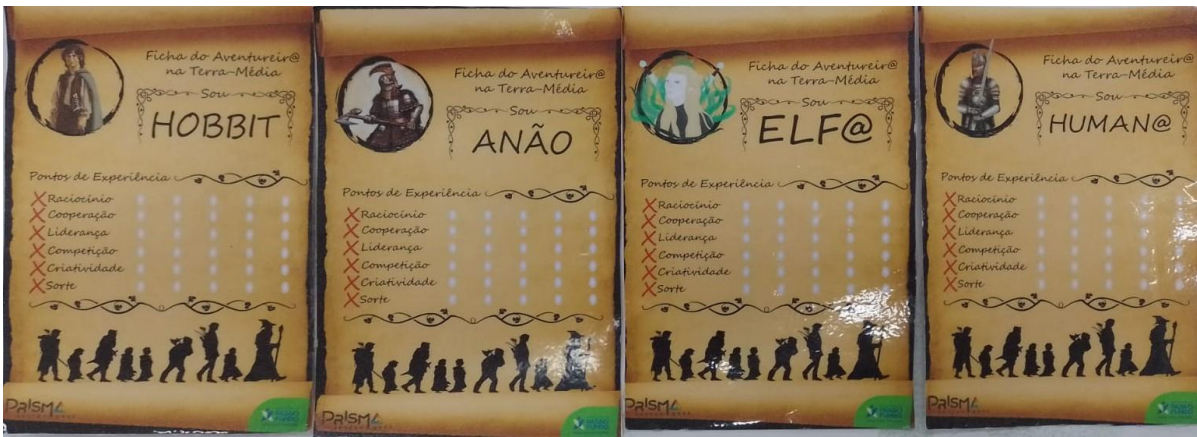 Ficha do Aventureir@
na Terra-Média
Sou
HOBBIT
Pontos de Experiência
X Raciocínio
X Cooperação
X Liderança
X Competição
X Criatividade
X Sorte
PRISMA
Ficha do Aventureir@
na Terra-Média
Sou
ANÃO
Pontos de Experiência
X Raciocínio
X Cooperação
X Liderança
X Competição
X Criatividade
X Sorte
PRISMA
Ficha do Aventureir@
na Terra-Média
Sou
ELF@
Pontos de Experiência
X Raciocínio
X Cooperação
X Liderança
X Competição
X Criatividade
X Sorte
PRISMA
Ficha do Aventureir@
na Terra-Média
Sou
HUMAN@
Pontos de Experiência
X Raciocínio
X Cooperação
X Liderança
X Competição
X Criatividade
X Sorte
PRISMA